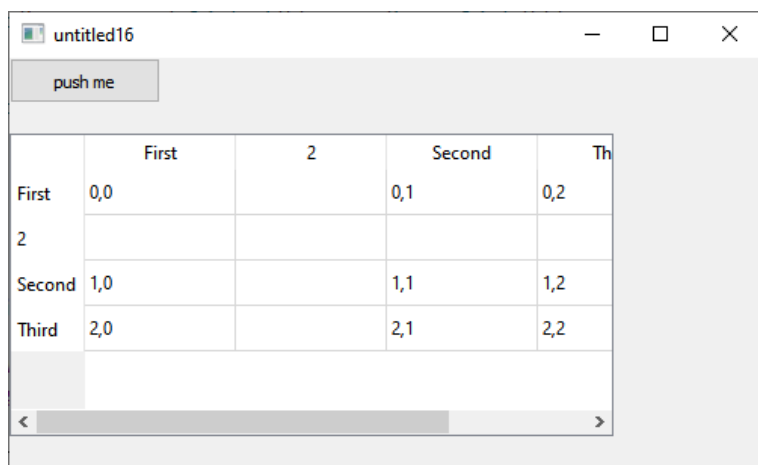 untitled16
push me
First 2 Second Th
First 0,0 0,1 0,2
2
Second 1,0 1,1 1,2
Third 2,0 2,1 2,2